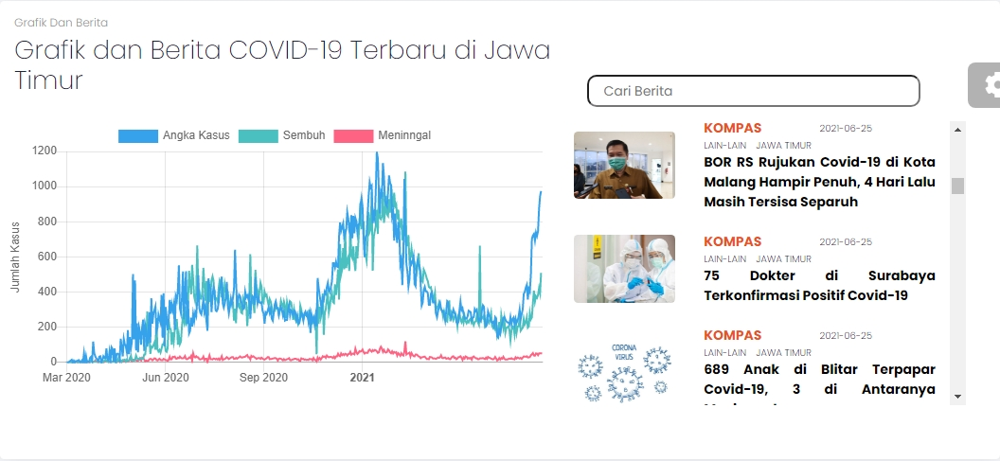 Grafik Dan Berita
Grafik dan Berita COVID-19 Terbaru di Jawa
Timur
Cari Berita
Angka Kasus
Sembuh
Meninngal
Jumlah Kasus
1200
1000
800
600
400
200
0
Mar 2020
Jun 2020
Sep 2020
2021
KOMPAS 2021-06-25
LAIN-LAIN JAWA TIMUR
BOR RS Rujukan Covid-19 di Kota
Malang Hampir Penuh, 4 Hari Lalu
Masih Tersisa Separuh
KOMPAS 2021-06-25
LAIN-LAIN JAWA TIMUR
75 Dokter di Surabaya
Terkonfirmasi Positif Covid-19
CORONA
VIRUS
KOMPAS 2021-06-25
LAIN-LAIN JAWA TIMUR
689 Anak di Blitar Terpapar
Covid-19, 3 di Antaranya